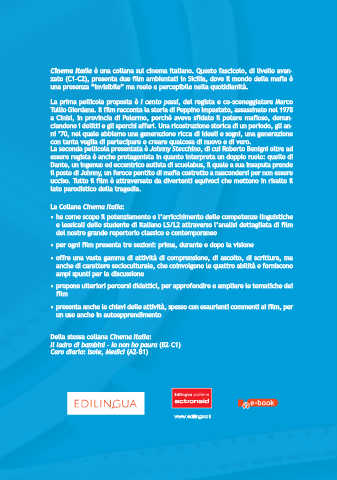 Cinema Italia è una collana sul cinema italiano. Questo fascicolo, di livello avan-
zato (C1-C2), presenta due film ambientati in Sicilia, dove il mondo della mafia è
una presenza "invisibile" ma reale e percepibile nella quotidianità.
La prima pellicola proposta è I cento passi, del regista e co-sceneggiatore Marco
Tullio Giordana. Il film racconta la storia di Peppino Impastato, assassinato nel 1978
a Cinisi, in provincia di Palermo, perché aveva sfidato il potere mafioso, denun-
ciandone i delitti e gli sporchi affari. Una ricostruzione storica di un periodo, gli an-
ni '70, nel quale abbiamo una generazione ricca di ideali e sogni, una generazione
con tanta voglia di partecipare e creare qualcosa di nuovo e di vero.
La seconda pellicola presentata è Johnny Stecchino, di cui Roberto Benigni oltre ad
essere regista è anche protagonista in quanto interpreta un doppio ruolo: quello di
Dante, un ingenuo ed eccentrico autista di scuolabus, il quale a sua insaputa prende
il posto di Johnny, un feroce pentito di mafia costretto a nascondersi per non essere
ucciso. Tutto il film è attraversato da divertenti equivoci che mettono in risalto il
lato parodistico della tragedia.
La Collana Cinema Italia:
• ha come scopo il potenziamento e l'arricchimento delle competenze linguistiche
e lessicali dello studente di italiano LS/L2 attraverso l'analisi dettagliata di film
del nostro grande repertorio classico e contemporaneo
• per ogni film presenta tre sezioni: prima, durante e dopo la visione
• offre una vasta gamma di attività di comprensione, di ascolto, di scrittura, ma
anche di carattere socioculturale, che coinvolgono le quattro abilità e forniscono
ampi spunti per la discussione
• propone ulteriori percorsi didattici, per approfondire e ampliare le tematiche del
film
• presenta anche le chiavi delle attività, spesso con esaurienti commenti al film, per
un uso anche in autoapprendimento
Della stessa collana Cinema Italia:
Il ladro di bambini - Io non ho paura (B2-C1)
Caro diario: Isole, Medici (A2-B1)
EDILINGUA
edilingua sostiene
actionaid
www.edilingua.it
e-book